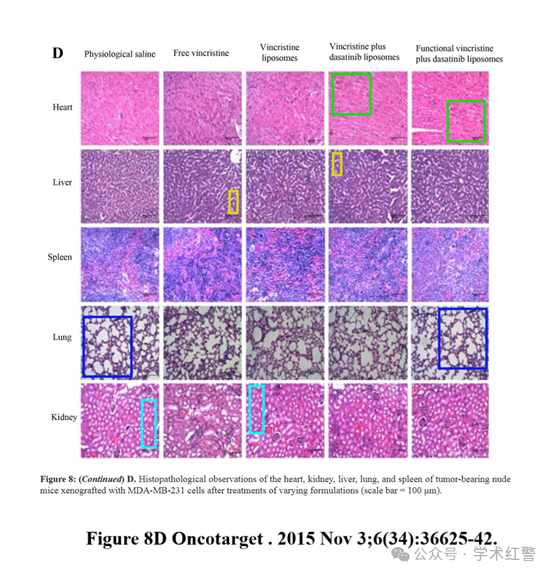 D
Physiological saline
Free vincristine
Vincristine
liposomes
Vincristine plus
dasatinib liposomes
Functional vincristine
plus dasatinib liposomes
Heart
Liver
Spleen
Lung
Kidney
Figure 8: (Continued) D. Histopathological observations of the heart, kidney, liver, lung, and spleen of tumor-bearing nude
mice xenografted with MDA-MB-231 cells after treatments of varying formulations (scale bar = 100 μm).
Figure 8D Oncotarget . 2015 Nov 3;6(34):36625-42.
公众号 · 学术红警